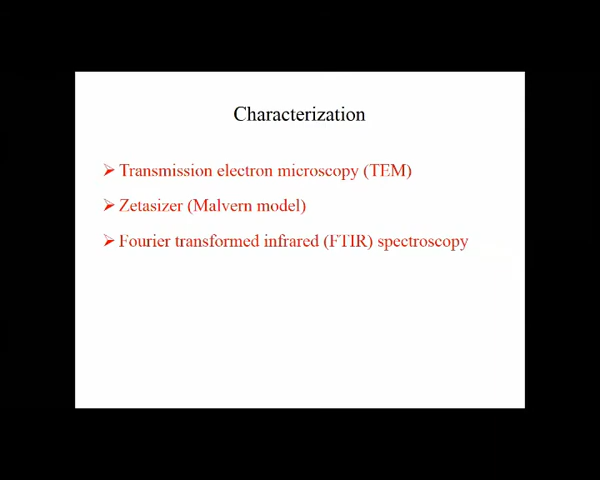 Characterization
➢ Transmission electron microscopy (TEM)
➢ Zetasizer (Malvern model)
➢ Fourier transformed infrared (FTIR) spectroscopy